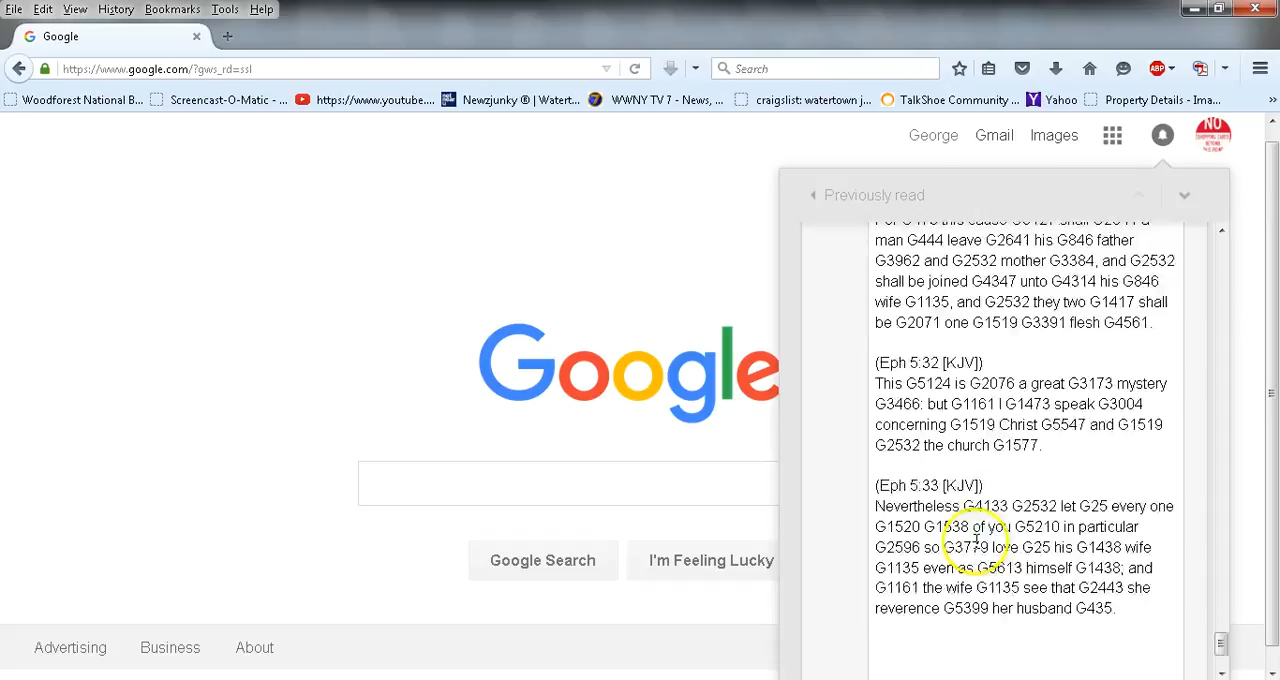 File Edit View History Bookmarks Tools Help
Google
https://www.google.com/?gws_rd=ssl
Search
ABP
Woodforest National B... Screencast-O-Matic - ... https://www.youtube.... Newzjunky ® | Watert... WWNY TV 7 - News, ... craigslist: watertown j... TalkShoe Community ... Yahoo Property Details - Ima... »
George Gmail Images
NO
Previously read
man G444 leave G2641 his G846 father
G3962 and G2532 mother G3384, and G2532
shall be joined G4347 unto G4314 his G846
wife G1135, and G2532 they two G1417 shall
be G2071 one G1519 G3391 flesh G4561.
(Eph 5:32 [KJV])
This G5124 is G2076 a great G3173 mystery
G3466: but G1161 I G1473 speak G3004
concerning G1519 Christ G5547 and G1519
G2532 the church G1577.
(Eph 5:33 [KJV])
Nevertheless G4133 G2532 let G25 every one
G1520 G1538 of you G5210 in particular
G2596 so G3779 love G25 his G1438 wife
G1135 even as G5613 himself G1438; and
G1161 the wife G1135 see that G2443 she
reverence G5399 her husband G435.
Google
Google Search I'm Feeling Lucky
Advertising Business About